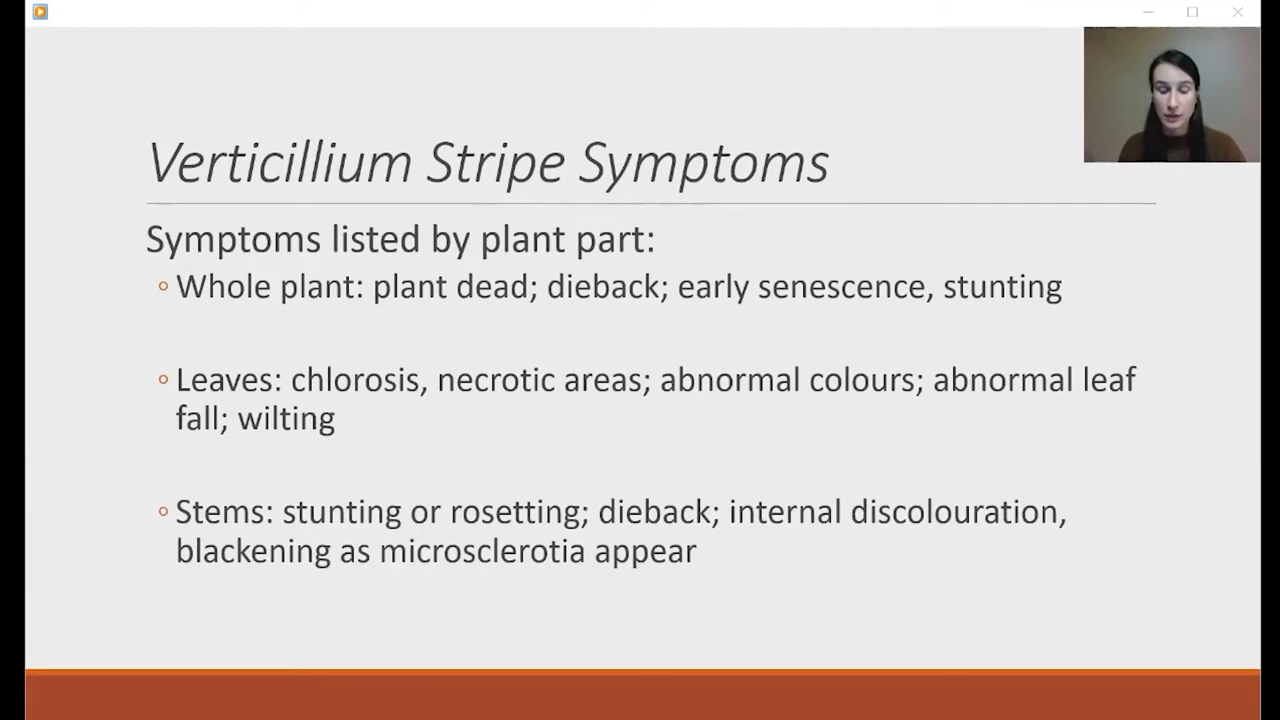 Verticillium Stripe Symptoms
Symptoms listed by plant part:
◦ Whole plant: plant dead; dieback; early senescence, stunting
◦ Leaves: chlorosis, necrotic areas; abnormal colours; abnormal leaf
fall; wilting
◦ Stems: stunting or rosetting; dieback; internal discolouration,
blackening as microsclerotia appear